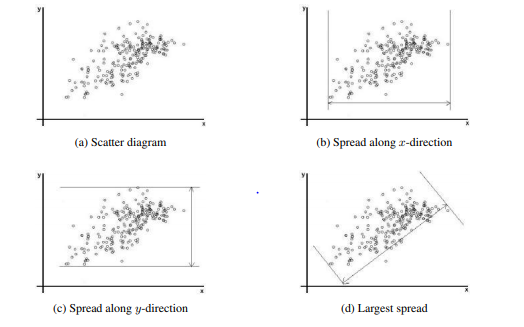 y
y
x
x
(a) Scatter diagram
(b) Spread along x-direction
y
y
x
x
(c) Spread along y-direction
(d) Largest spread